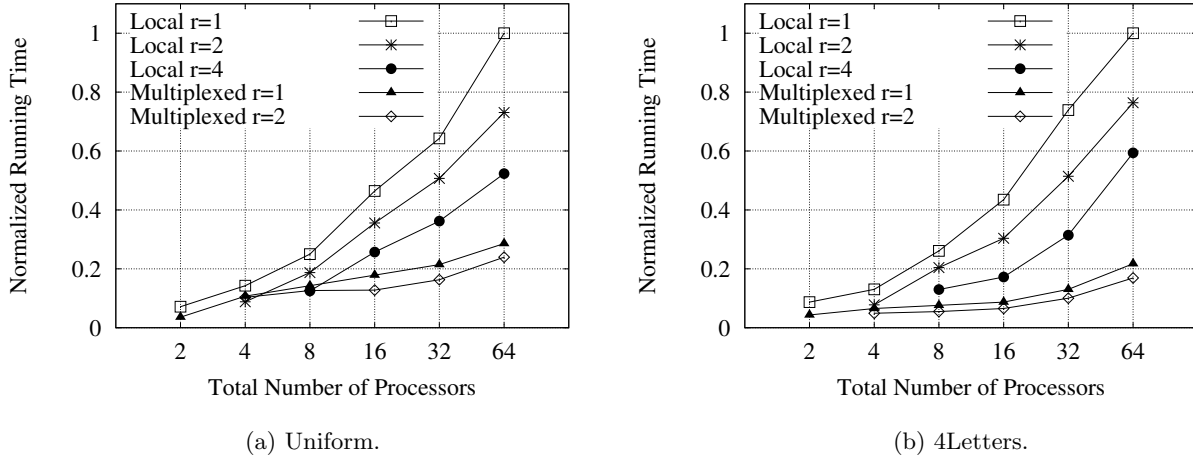 Normalized Running Time
1
0.8
0.6
0.4
0.2
0
Local r=1
Local r=2
Local r=4
Multiplexed r=1
Multiplexed r=2
2 4 8 16 32 64
Total Number of Processors
(a) Uniform.
Normalized Running Time
1
0.8
0.6
0.4
0.2
0
Local r=1
Local r=2
Local r=4
Multiplexed r=1
Multiplexed r=2
2 4 8 16 32 64
Total Number of Processors
(b) 4Letters.